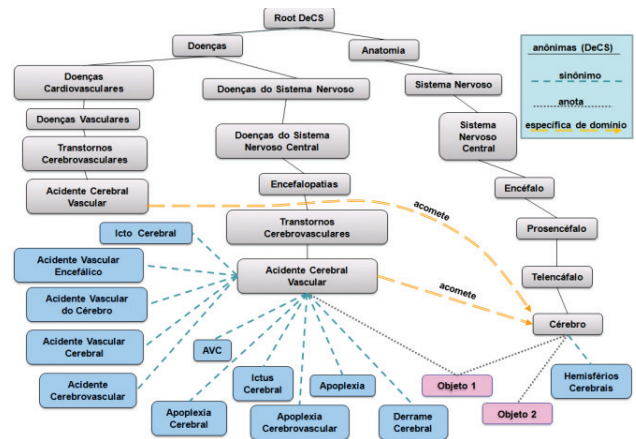 Root DeCS
Doenças
Anatomia
anônimas (DeCS)
sinônimo
anota
específica de domínio
Doenças
Cardiovasculares
Doenças do Sistema Nervoso
Sistema Nervoso
Doenças Vasculares
Sistema
Nervoso
Central
Doenças do Sistema
Nervoso Central
Transtornos
Cerebrovasculares
Acidente Cerebral
Vascular
Encefalopatias
Encéfalo
acomete
Icto Cerebral
Transtornos
Cerebrovasculares
Prosencéfalo
Acidente Vascular
Encefálico
Acidente Cerebral
Vascular
Telencéfalo
acomete
Acidente Vascular
do Cérebro
Cérebro
Acidente Vascular
Cerebral
AVC
Acidente
Cerebrovascular
Ictus
Cerebral
Apoplexia
Objeto 1
Hemisférios
Cerebrais
Apoplexia
Cerebral
Apoplexia
Cerebrovascular
Derrame
Cerebral
Objeto 2